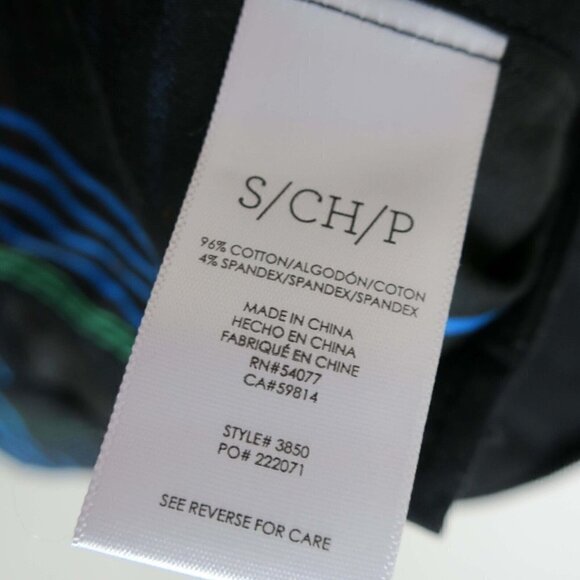 S/CH/P
96% COTTON/ALGODÓN/COTON
4% SPANDEX/SPANDEX/SPANDEX
MADE IN CHINA
HECHO EN CHINA
FABRIQUÉ EN CHINE
RN#54077
CA#59814
STYLE# 3850
PO# 222071
SEE REVERSE FOR CARE